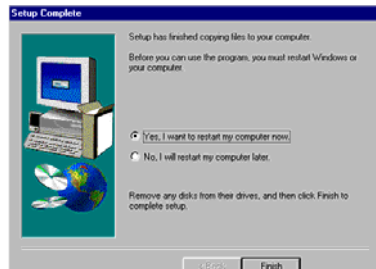 Setup Complete
Setup has finished copying files to your computer.
Before you can use the program, you must restart Windows or
your computer.
Yes, I want to restart my computer now.
No, I will restart my computer later.
Remove any disks from their drives, and then click Finish to
complete setup.
< Back
Finish